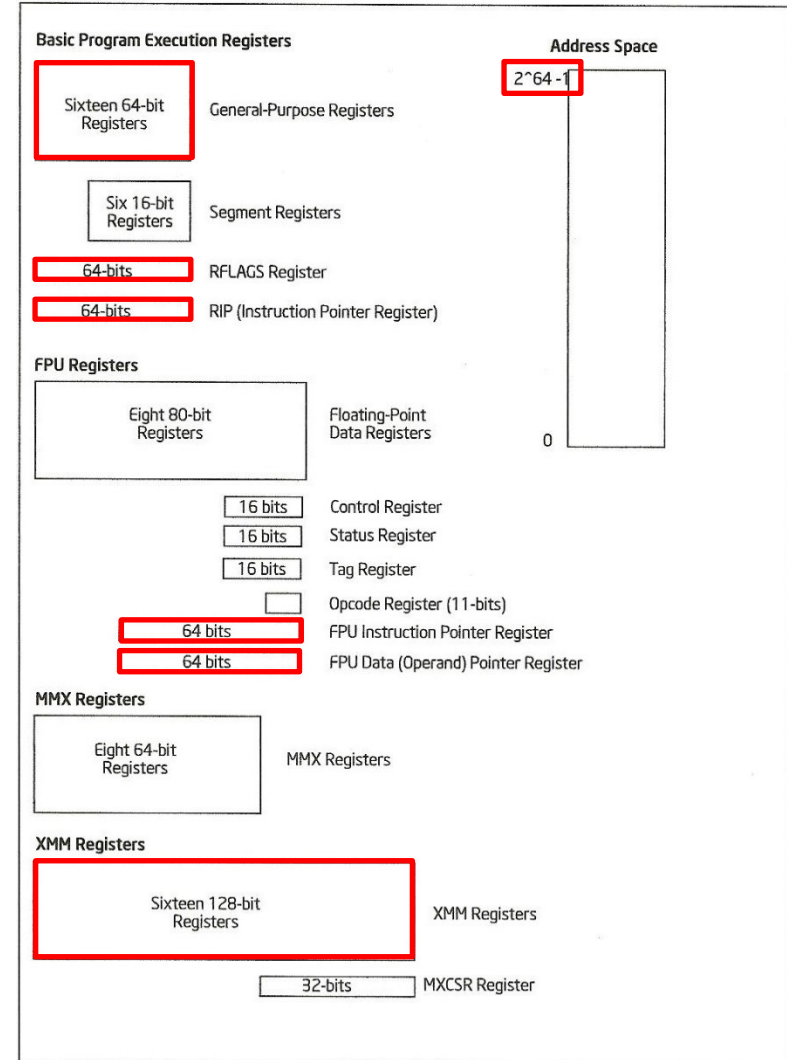 Basic Program Execution Registers
Address Space
2^64 -1
Sixteen 64-bit
Registers
General-Purpose Registers
Six 16-bit
Registers
Segment Registers
64-bits
RFLAGS Register
64-bits
RIP (Instruction Pointer Register)
FPU Registers
Eight 80-bit
Registers
Floating-Point
Data Registers
0
16 bits
Control Register
16 bits
Status Register
16 bits
Tag Register
Opcode Register (11-bits)
64 bits
FPU Instruction Pointer Register
64 bits
FPU Data (Operand) Pointer Register
MMX Registers
Eight 64-bit
Registers
MMX Registers
XMM Registers
Sixteen 128-bit
Registers
XMM Registers
32-bits
MXCSR Register